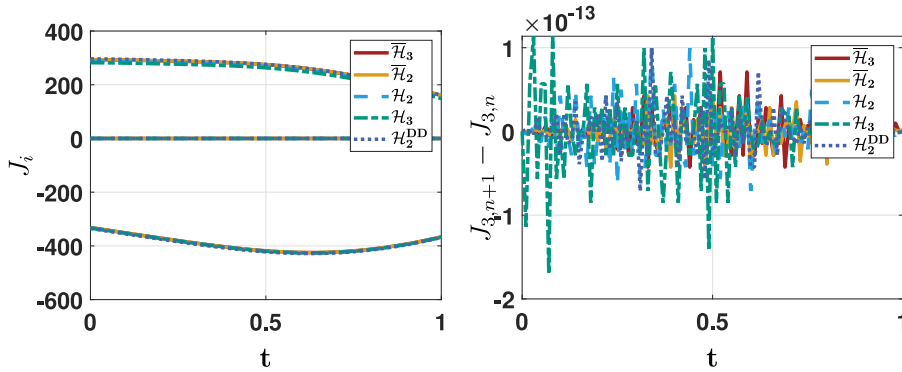 400
200
0
-200
-400
-600
J_i
0
0.5
1
t
\overline{\mathcal{H}}_3
\overline{\mathcal{H}}_2
\mathcal{H}_2
\mathcal{H}_3
\mathcal{H}_2^{DD}
×10^{-13}
1
0
-1
-2
J_{3,n+1} − J_{3,n}
0
0.5
1
t
\overline{\mathcal{H}}_3
\overline{\mathcal{H}}_2
\mathcal{H}_2
\mathcal{H}_3
\mathcal{H}_2^{DD}